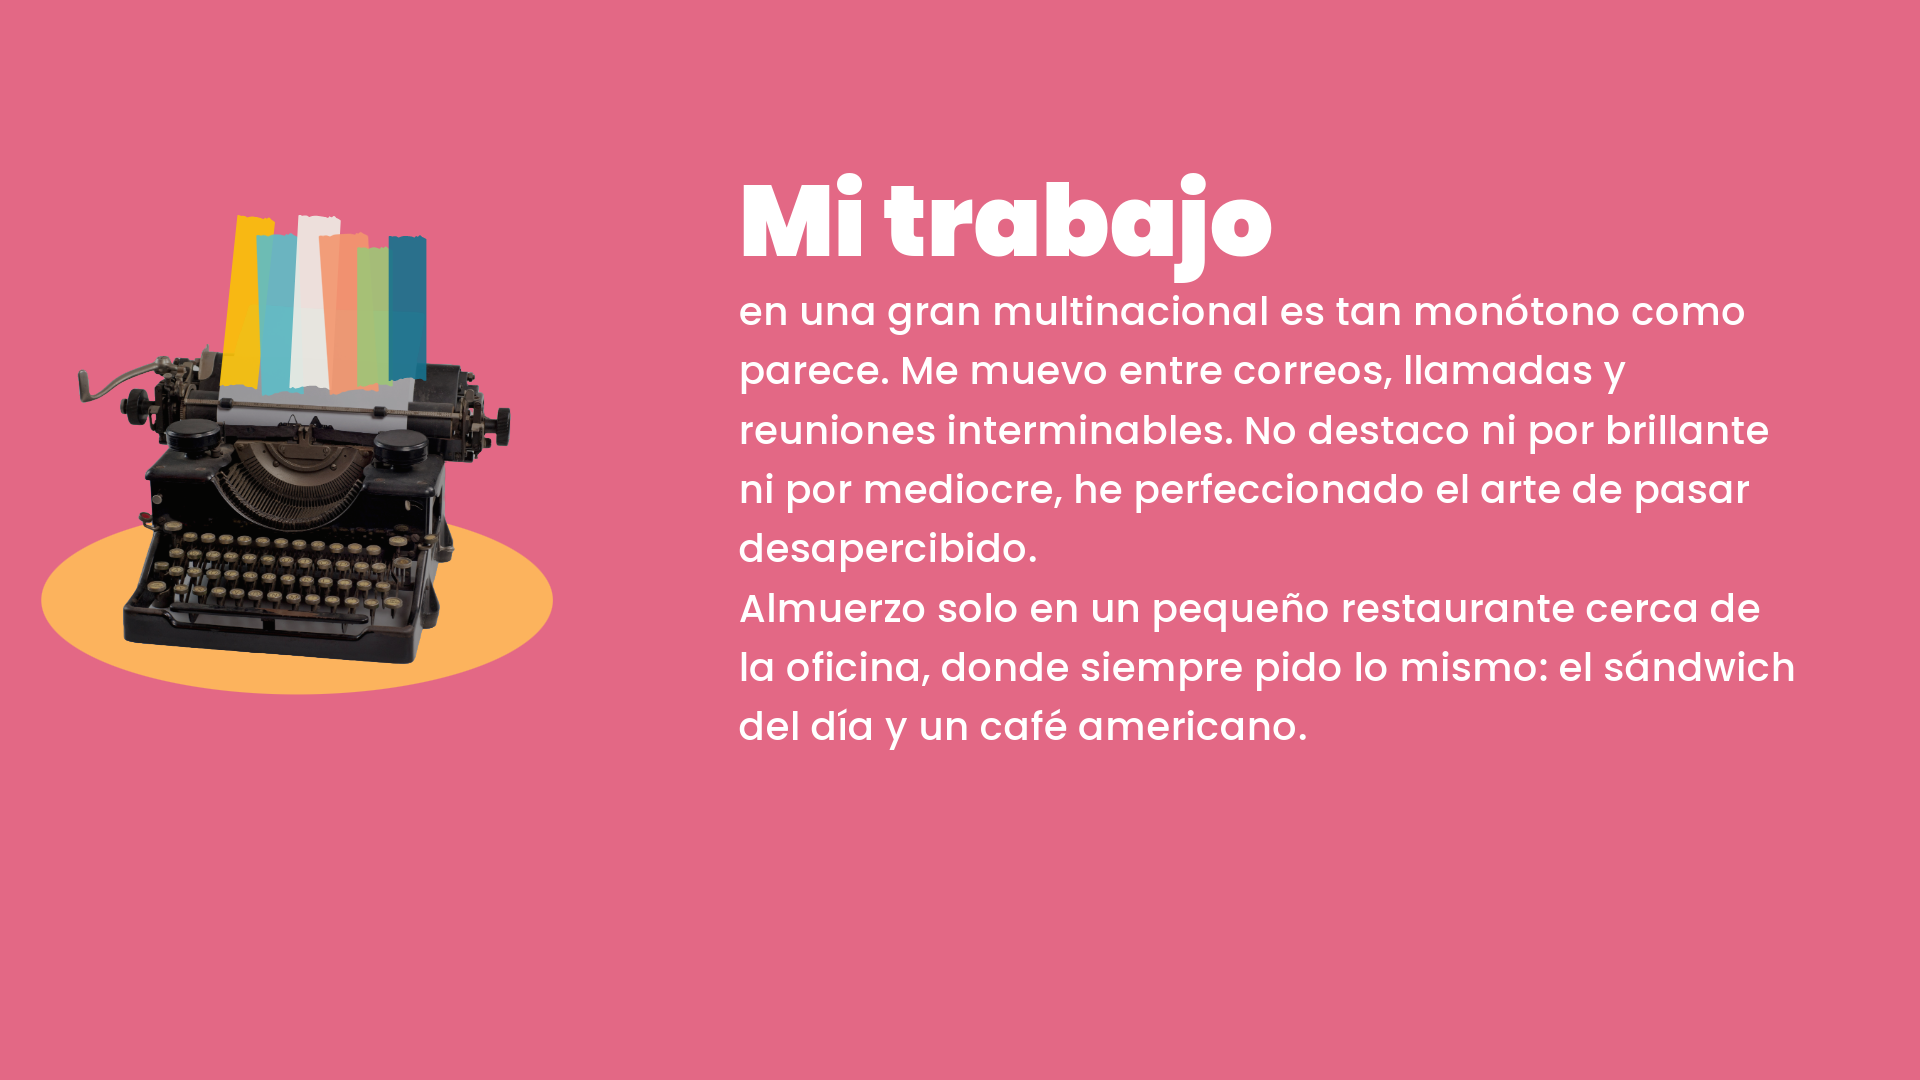 Mi trabajo
en una gran multinacional es tan monótono como
parece. Me muevo entre correos, llamadas y
reuniones interminables. No destaco ni por brillante
ni por mediocre, he perfeccionado el arte de pasar
desapercibido.
Almuerzo solo en un pequeño restaurante cerca de
la oficina, donde siempre pido lo mismo: el sándwich
del día y un café americano.